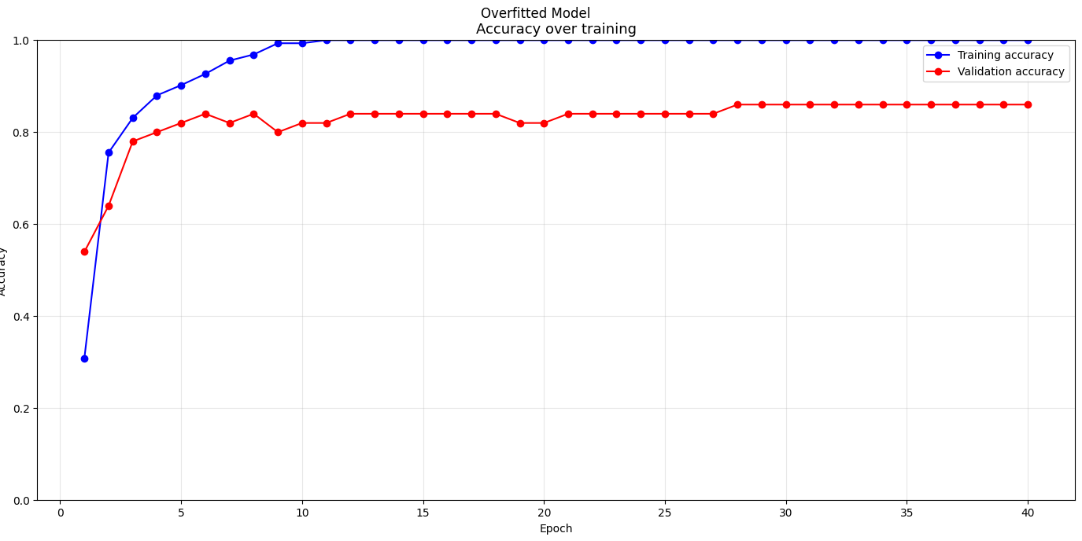 Overfitted Model
Accuracy over training
1.0
0.8
0.6
0.4
0.2
0.0
Accuracy
Training accuracy
Validation accuracy
0 5 10 15 20 25 30 35 40
Epoch